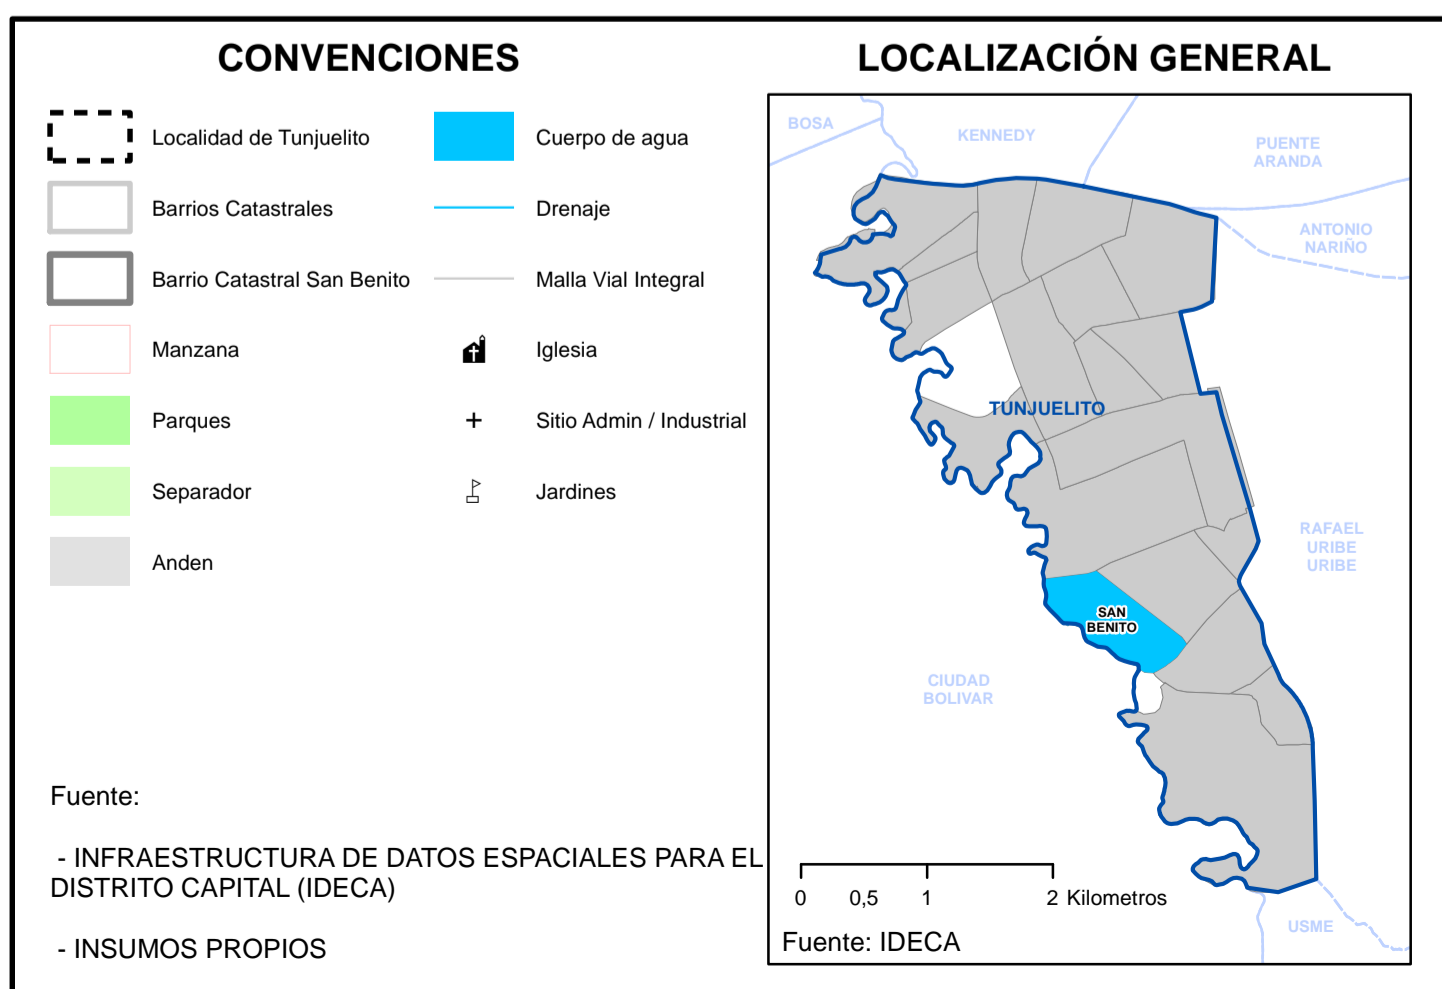 CONVENCIONES
Localidad de Tunjuelito
Barrios Catastrales
Barrio Catastral San Benito
Manzana
Parques
Separador
Anden
Cuerpo de agua
Drenaje
Malla Vial Integral
Iglesia
Sitio Admin / Industrial
Jardines
Fuente:
- INFRAESTRUCTURA DE DATOS ESPACIALES PARA EL
DISTRITO CAPITAL (IDECA)
- INSUMOS PROPIOS
LOCALIZACIÓN GENERAL
BOSA
KENNEDY
PUENTE
ARANDA
ANTONIO
NARIÑO
TUNJUELITO
RAFAEL
URIBE
URIBE
SAN
BENITO
CIUDAD
BOLIVAR
USME
0 0,5 1 2 Kilometros
Fuente: IDECA